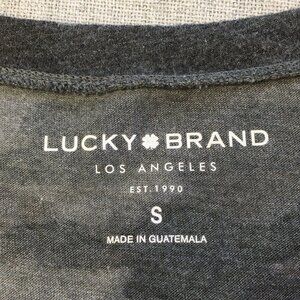 LUCKY BRAND
LOS ANGELES
EST. 1990
S
MADE IN GUATEMALA